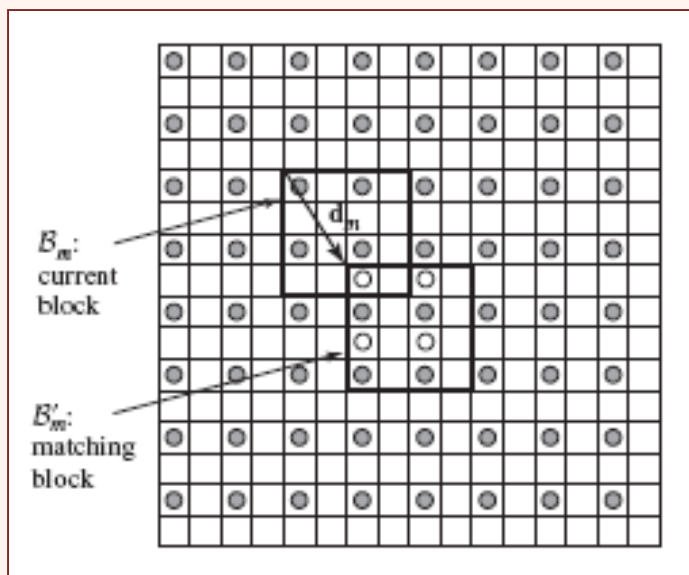 d_m
ℬ_m:
current
block
ℬ′_m:
matching
block